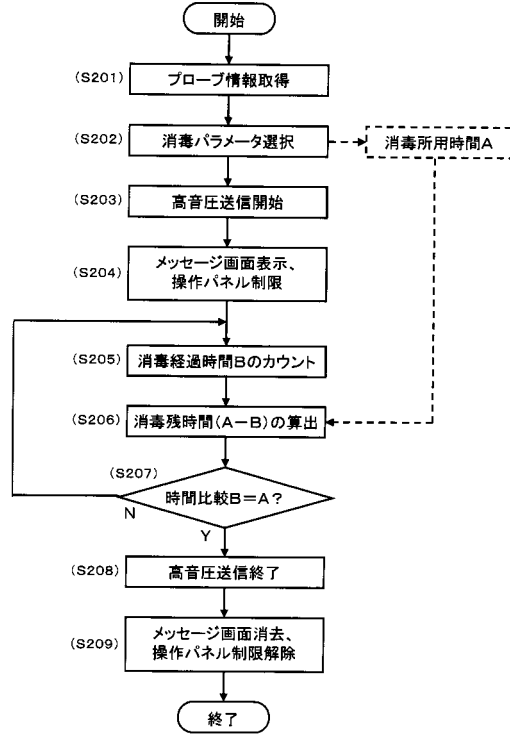 開始
(S201)
プローブ情報取得
(S202)
消毒パラメータ選択
消毒所用時間A
(S203)
高音圧送信開始
(S204)
メッセージ画面表示、
操作パネル制限
(S205)
消毒経過時間Bのカウント
(S206)
消毒残時間(A−B)の算出
(S207)
時間比較B=A?
N
Y
(S208)
高音圧送信終了
(S209)
メッセージ画面消去、
操作パネル制限解除
終了